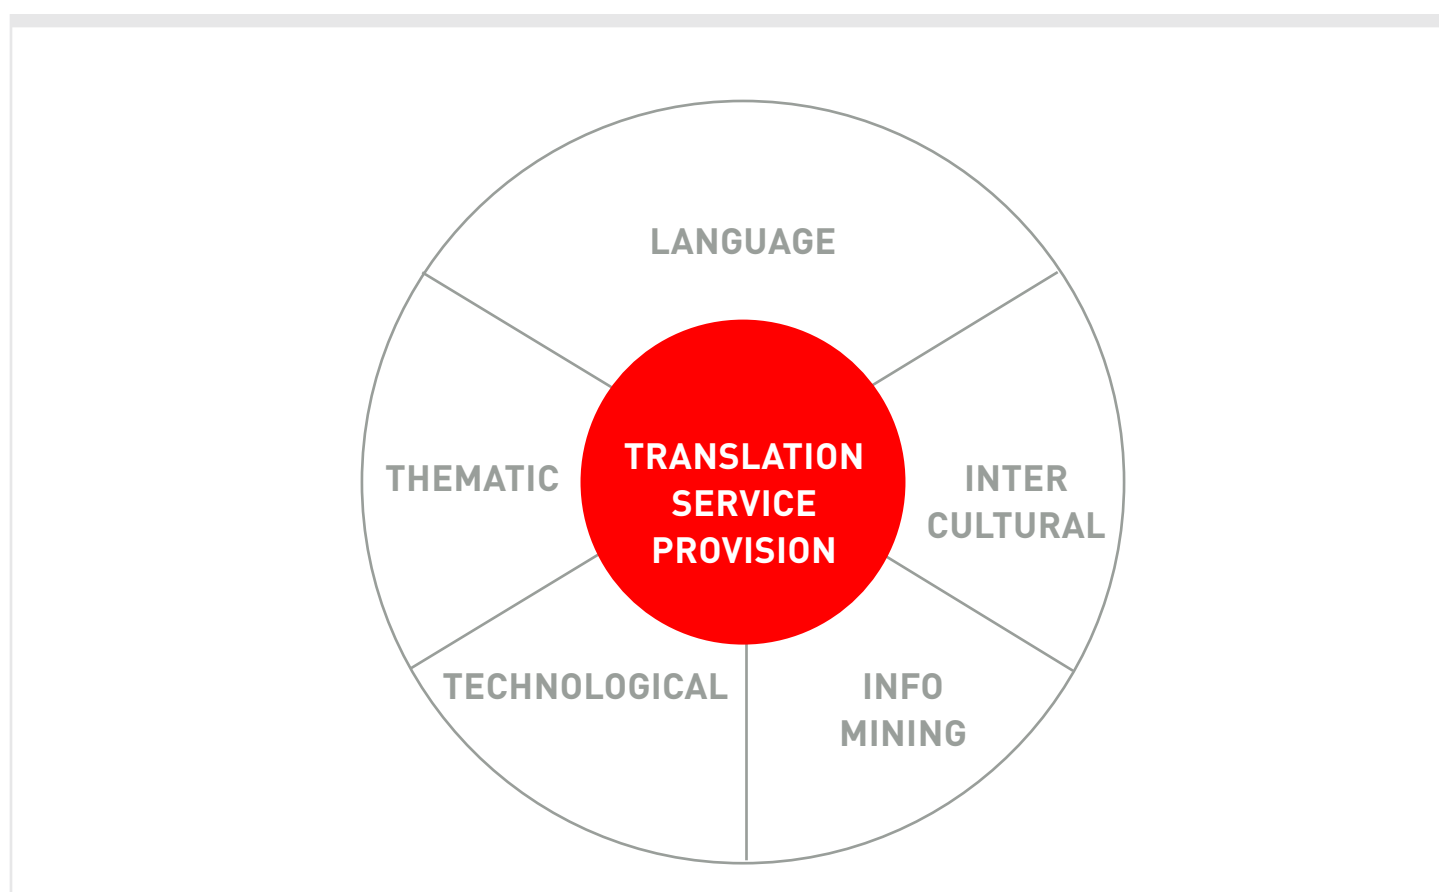 LANGUAGE
THEMATIC
TRANSLATION
SERVICE
PROVISION
INTER
CULTURAL
TECHNOLOGICAL
INFO
MINING